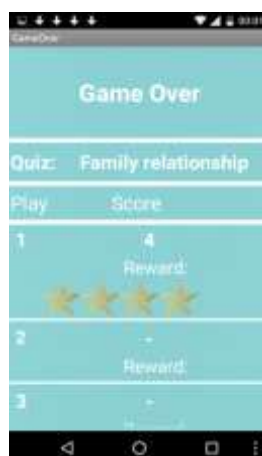 GameOver
Game Over
Quiz: Family relationship
Play Score
1 4
Reward:
2 -
Reward:
3 -